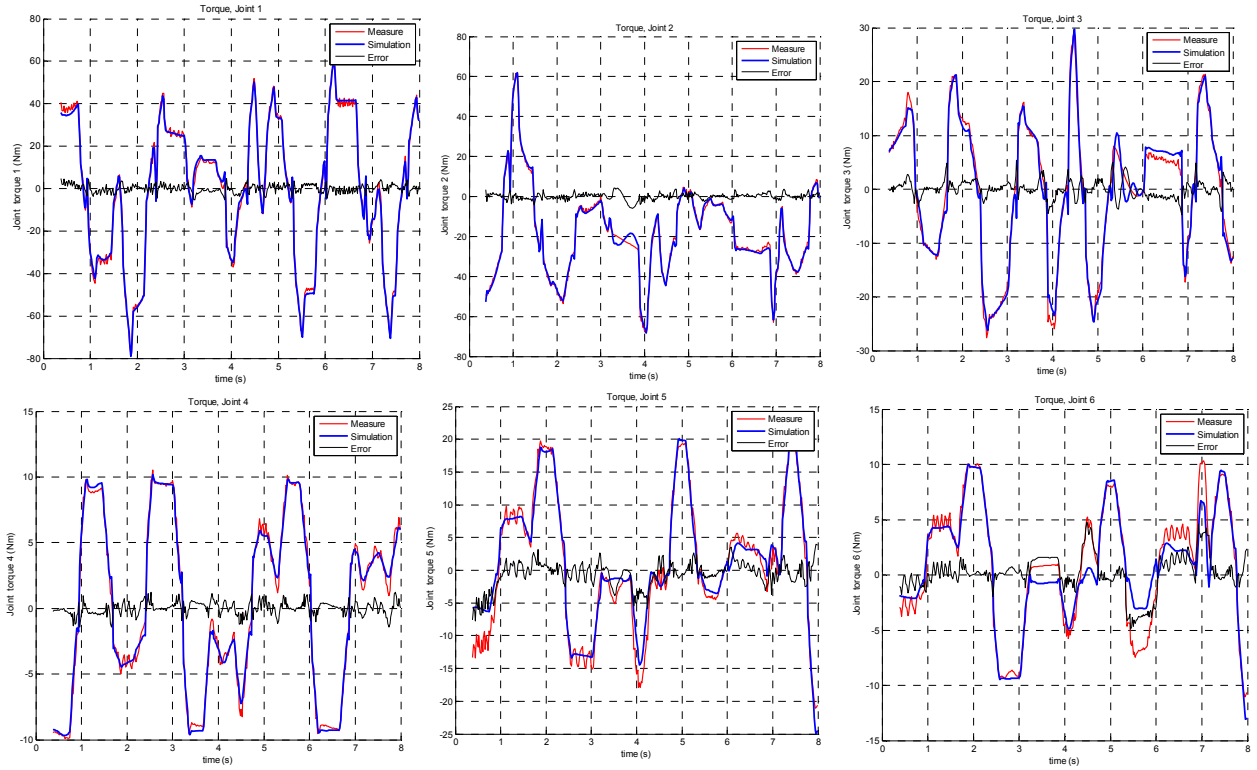 Torque, Joint 1
Measure
Simulation
Error
Joint torque 1 (Nm)
80
60
40
20
0
-20
-40
-60
-80
0 1 2 3 4 5 6 7 8
time (s)
Torque, Joint 2
Measure
Simulation
Error
Joint torque 2 (Nm)
80
60
40
20
0
-20
-40
-60
-80
0 1 2 3 4 5 6 7 8
time (s)
Torque, Joint 3
Measure
Simulation
Error
Joint torque 3 (Nm)
30
20
10
0
-10
-20
-30
0 1 2 3 4 5 6 7 8
time (s)
Torque, Joint 4
Measure
Simulation
Error
Joint torque 4 (Nm)
15
10
5
0
-5
-10
0 1 2 3 4 5 6 7 8
time (s)
Torque, Joint 5
Measure
Simulation
Error
Joint torque 5 (Nm)
25
20
15
10
5
0
-5
-10
-15
-20
-25
0 1 2 3 4 5 6 7 8
time (s)
Torque, Joint 6
Measure
Simulation
Error
Joint torque 6 (Nm)
15
10
5
0
-5
-10
-15
0 1 2 3 4 5 6 7 8
time (s)